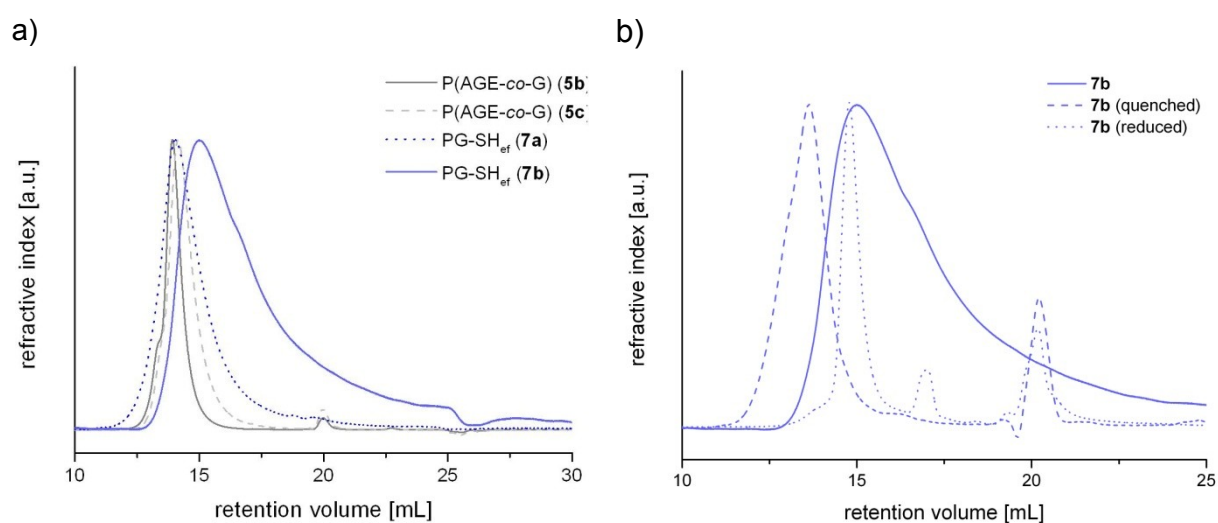 a)
P(AGE-co-G) (5b)
P(AGE-co-G) (5c)
PG-SHef (7a)
PG-SHef (7b)
refractive index [a.u.]
10 15 20 25 30
retention volume [mL]
b)
7b
7b (quenched)
7b (reduced)
refractive index [a.u.]
10 15 20 25
retention volume [mL]